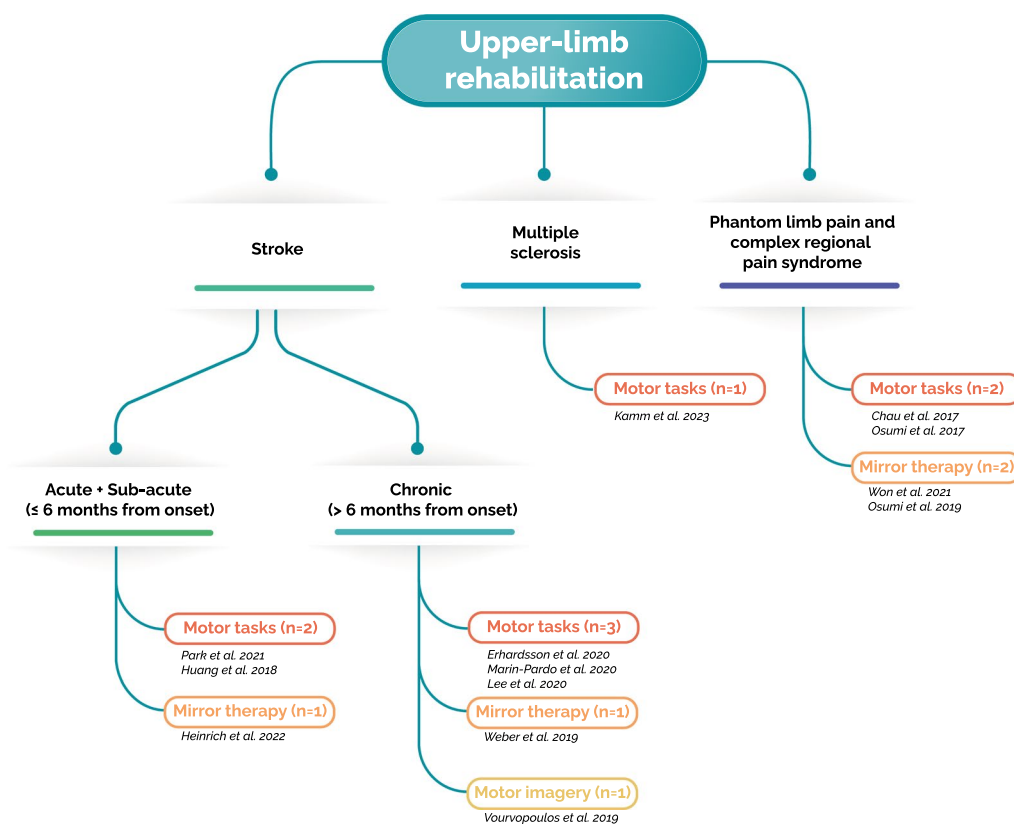 Upper-limb
rehabilitation
Stroke
Multiple
sclerosis
Phantom limb pain and
complex regional
pain syndrome
Motor tasks (n=1)
Kamm et al. 2023
Motor tasks (n=2)
Chau et al. 2017
Osumi et al. 2017
Mirror therapy (n=2)
Won et al. 2021
Osumi et al. 2019
Acute + Sub-acute
(≤ 6 months from onset)
Motor tasks (n=2)
Park et al. 2021
Huang et al. 2018
Mirror therapy (n=1)
Heinrich et al. 2022
Chronic
(> 6 months from onset)
Motor tasks (n=3)
Erhardsson et al. 2020
Marin-Pardo et al. 2020
Lee et al. 2020
Mirror therapy (n=1)
Weber et al. 2019
Motor imagery (n=1)
Vourvopoulos et al. 2019